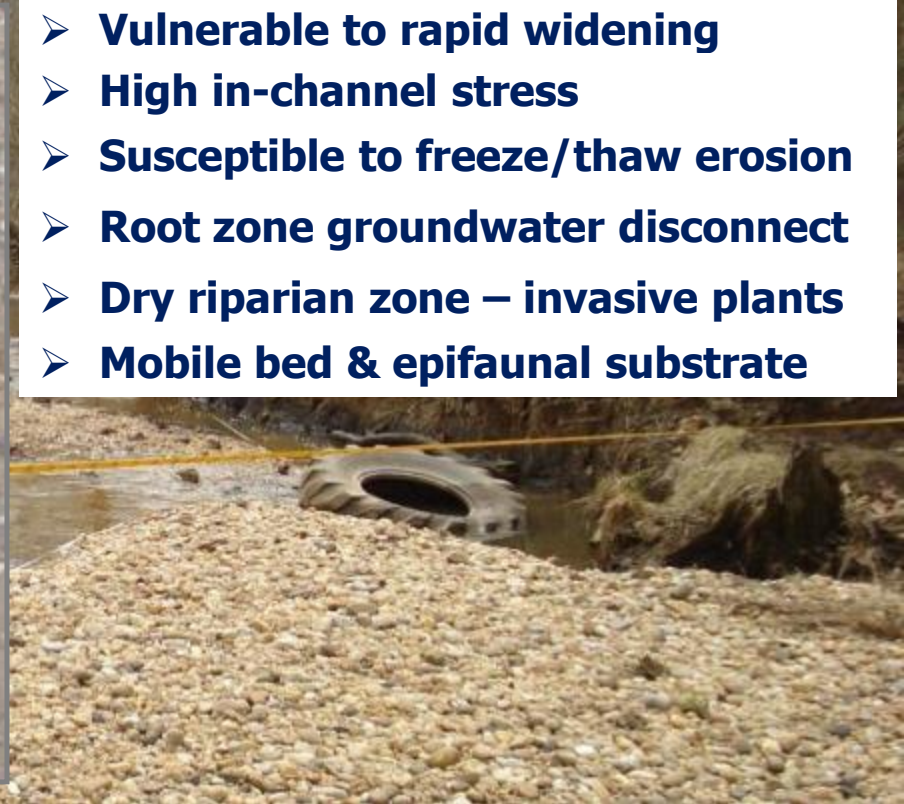 ➢ Vulnerable to rapid widening
➢ High in-channel stress
➢ Susceptible to freeze/thaw erosion
➢ Root zone groundwater disconnect
➢ Dry riparian zone – invasive plants
➢ Mobile bed & epifaunal substrate